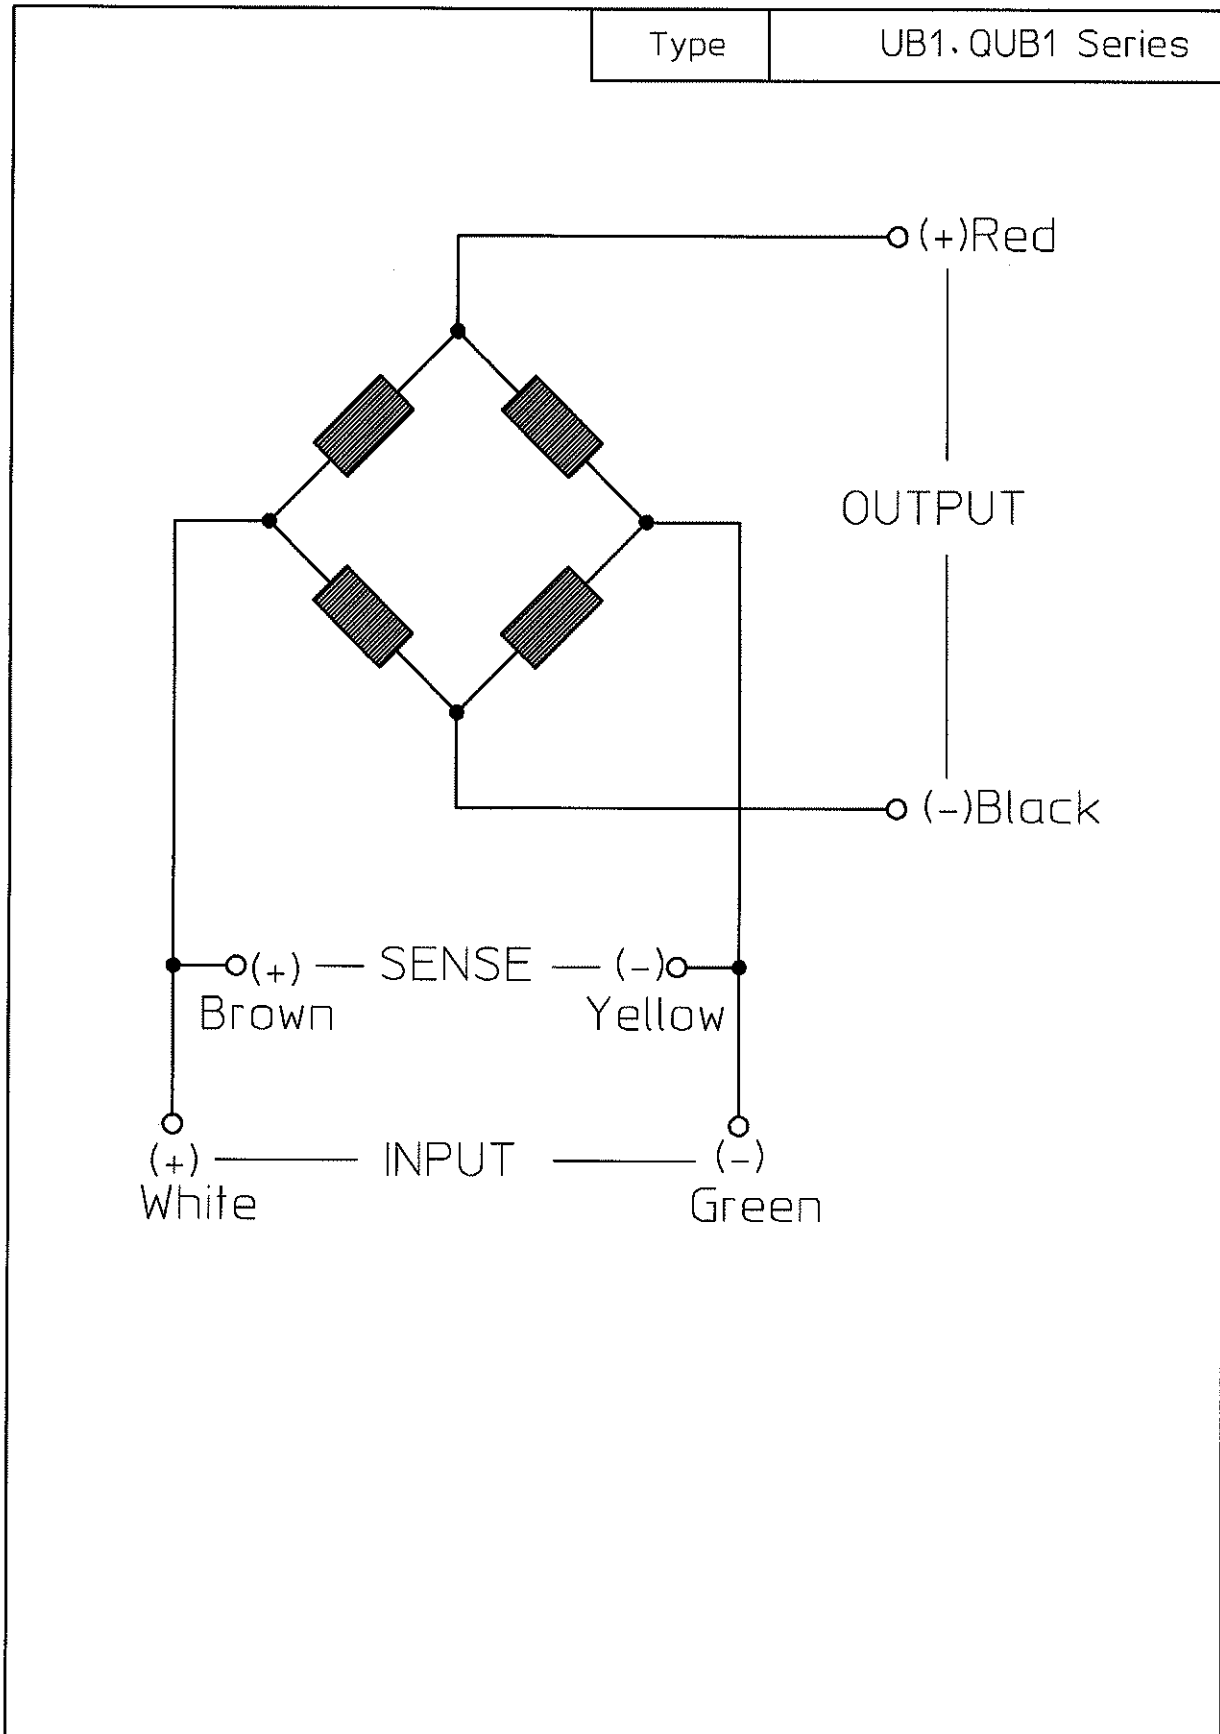 Type UB1.QUB1 Series
(+)Red
OUTPUT
(-)Black
(+) SENSE (-)
Brown Yellow
(+) INPUT (-)
White Green